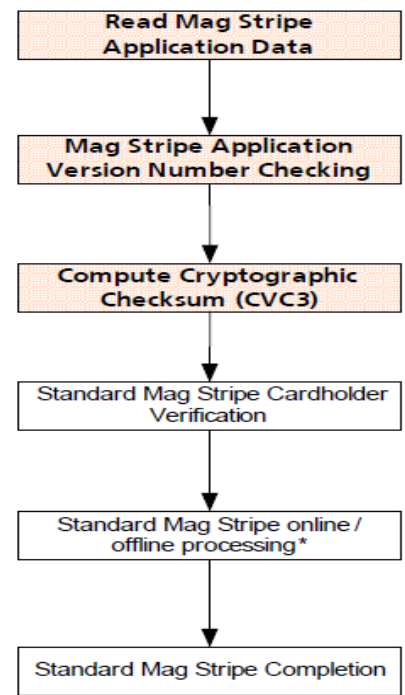 Read Mag Stripe
Application Data
Mag Stripe Application
Version Number Checking
Compute Cryptographic
Checksum (CVC3)
Standard Mag Stripe Cardholder
Verification
Standard Mag Stripe online /
offline processing*
Standard Mag Stripe Completion